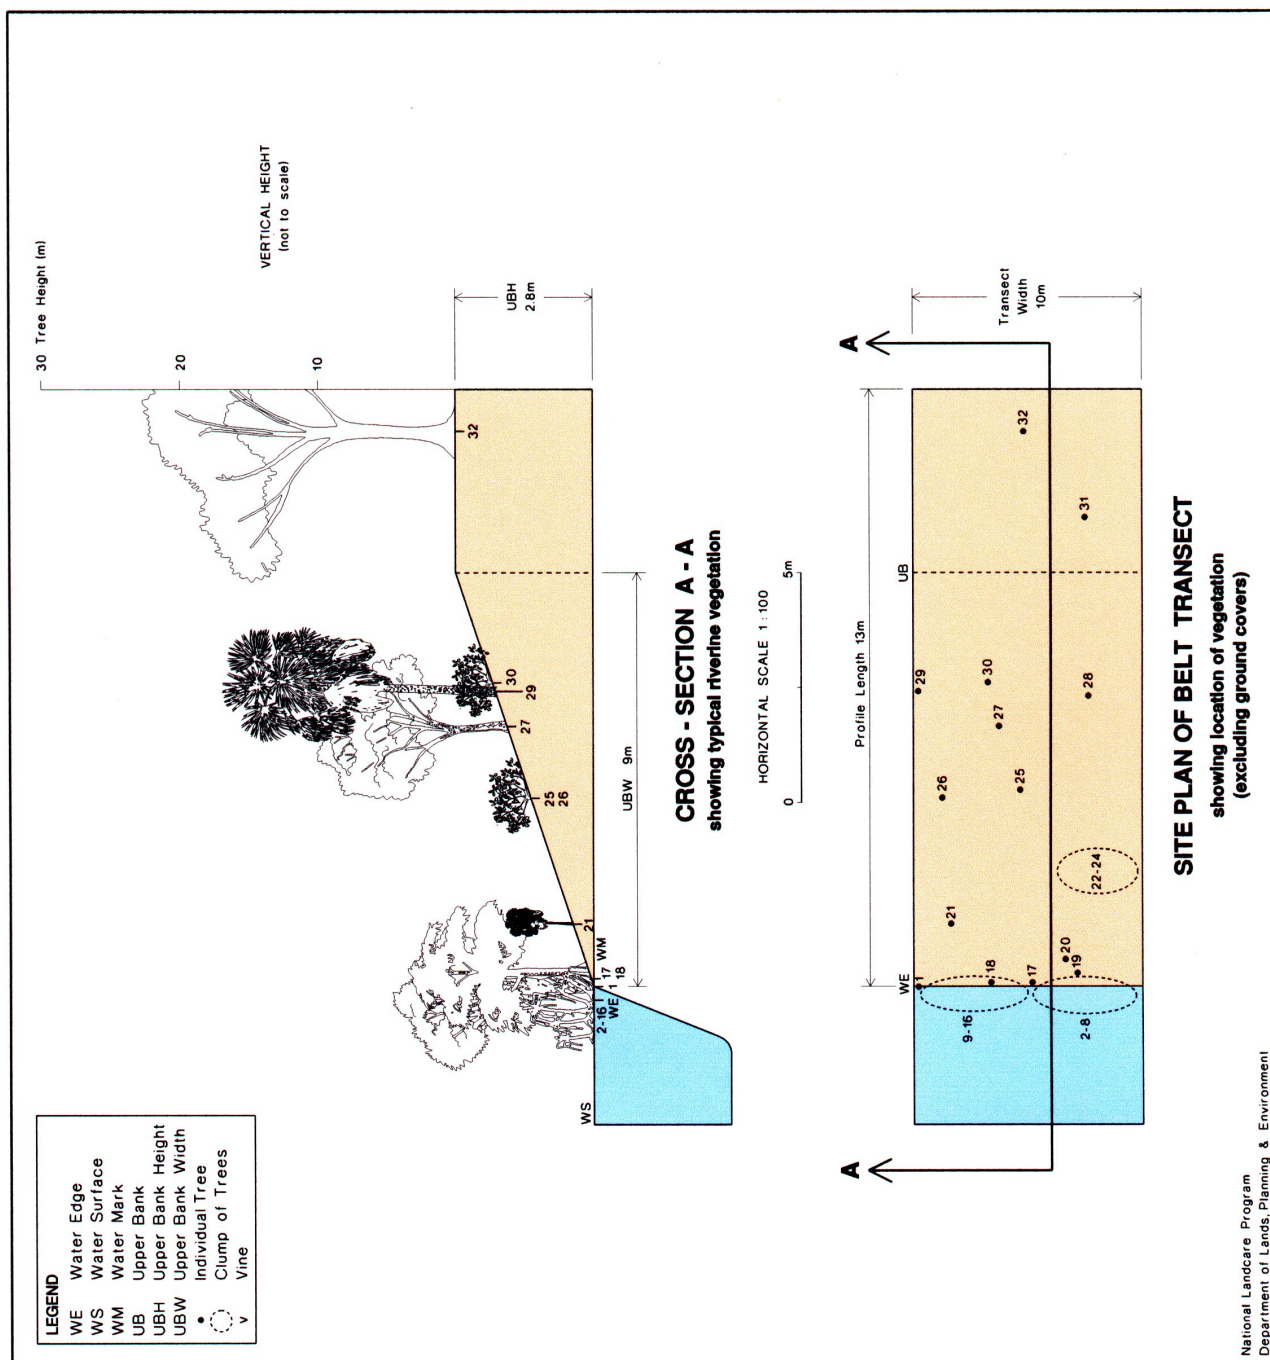 LEGEND
WE Water Edge
WS Water Surface
WM Water Mark
UB Upper Bank
UBH Upper Bank Height
UBW Upper Bank Width
Individual Tree
Clump of Trees
v Vine
30 Tree Height (m)
20
10
VERTICAL HEIGHT
(not to scale)
UBH
2.8m
WS
2-16
WE
1
17
18
WM
21
25
26
27
29
30
32
UBW 9m
CROSS - SECTION A - A
showing typical riverine vegetation
HORIZONTAL SCALE 1 : 100
0
5m
Profile Length 13m
A
A
WE
UB
Transect
Width
10m
1
9-16
18
17
2-8
19
20
21
22-24
26
25
27
29
30
28
31
32
SITE PLAN OF BELT TRANSECT
showing location of vegetation
(excluding ground covers)
National Landcare Program
Department of Lands, Planning & Environment